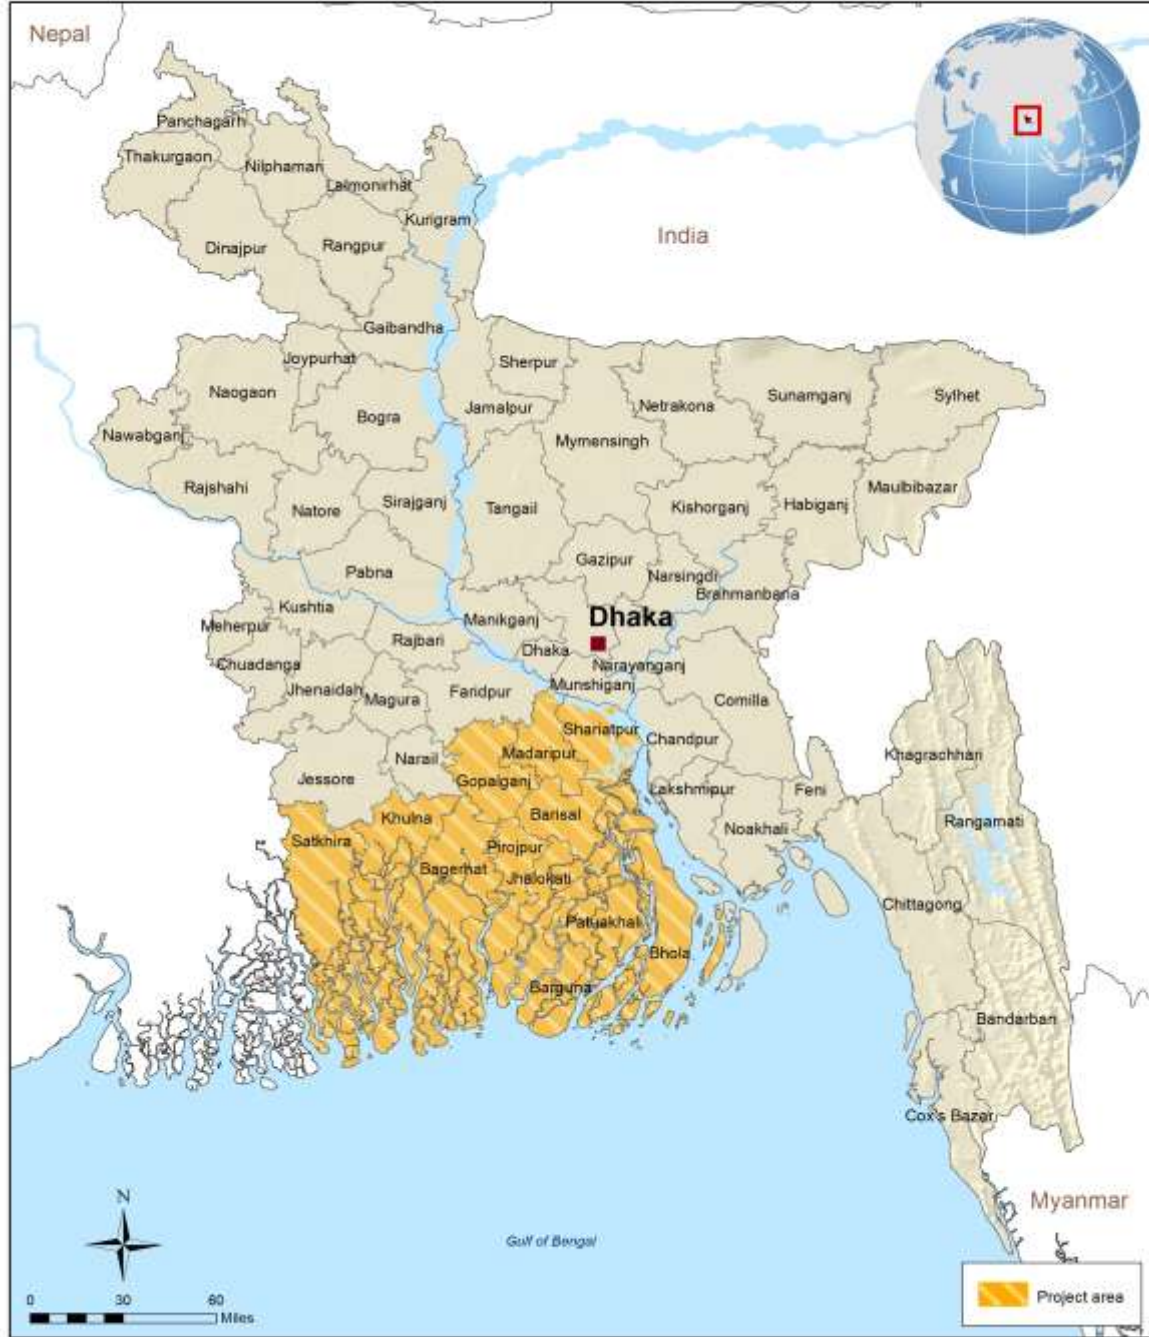 Nepal
Panchagarh
Thakurgaon
Nilphamari
Lalmonirhat
Kurigram
India
Dinajpur
Rangpur
Gaibandha
Joypurhat
Sherpur
Naogaon
Bogra
Jamalpur
Netrakona
Sunamganj
Sylhet
Nawabganj
Mymensingh
Rajshahi
Natore
Sirajganj
Tangail
Kishorganj
Habiganj
Maulbibazar
Gazipur
Pabna
Narsingdi
Brahmanbaria
Kushtia
Manikganj
Dhaka
Meherpur
Rajbari
Dhaka
Chuadanga
Narayanganj
Jhenaidah
Magura
Faridpur
Munshiganj
Comilla
Shariatpur
Chandpur
Madaripur
Khagrachhari
Narail
Jessore
Gopalganj
Lakshmipur
Feni
Barisal
Khulna
Noakhali
Rangamati
Satkhira
Pirojpur
Bagerhat
Jhalokati
Chittagong
Patuakhali
Bhola
Barguna
Bandarban
Cox's Bazar
Myanmar
N
Gulf of Bengal
Project area
0 30 60
Miles